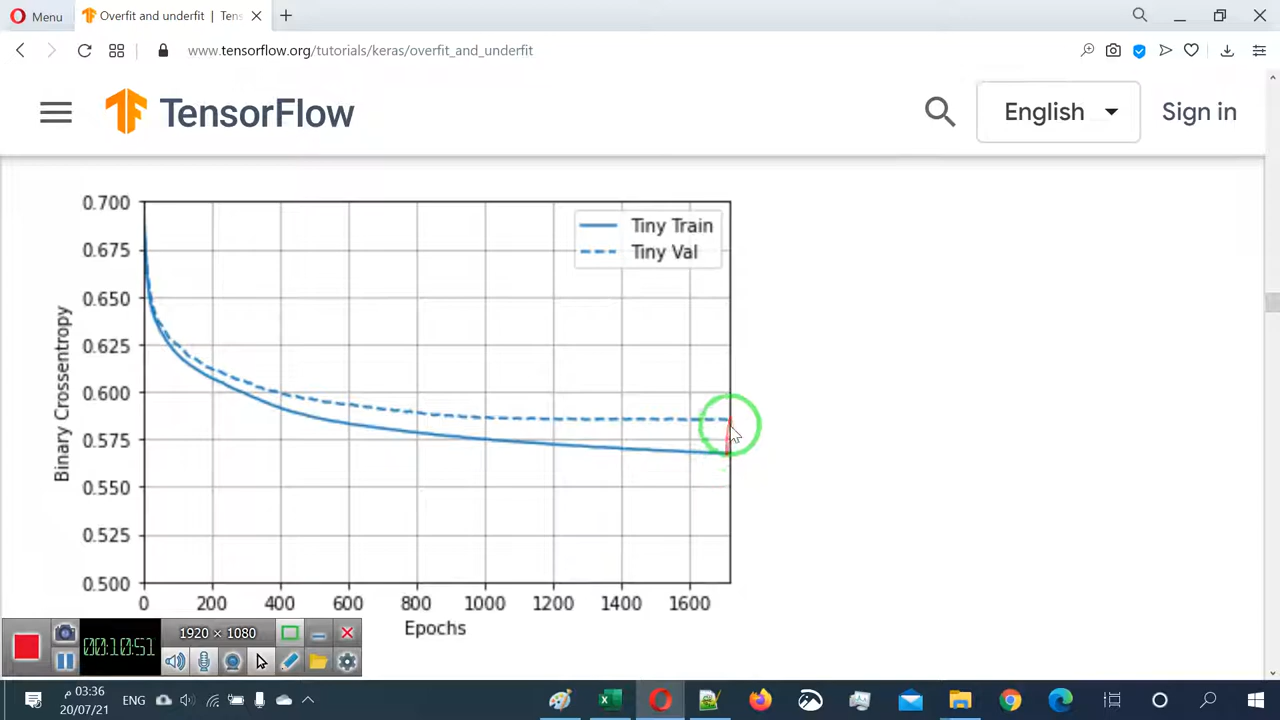 Menu
Overfit and underfit | Tens
www.tensorflow.org/tutorials/keras/overfit_and_underfit
TensorFlow
English
Sign in
0.700
0.675
0.650
0.625
0.600
0.575
0.550
0.525
0.500
Binary Crossentropy
Tiny Train
Tiny Val
0 200 400 600 800 1000 1200 1400 1600
Epochs
00:10:51
1920 × 1080
ENG
03:36 م
20/07/21